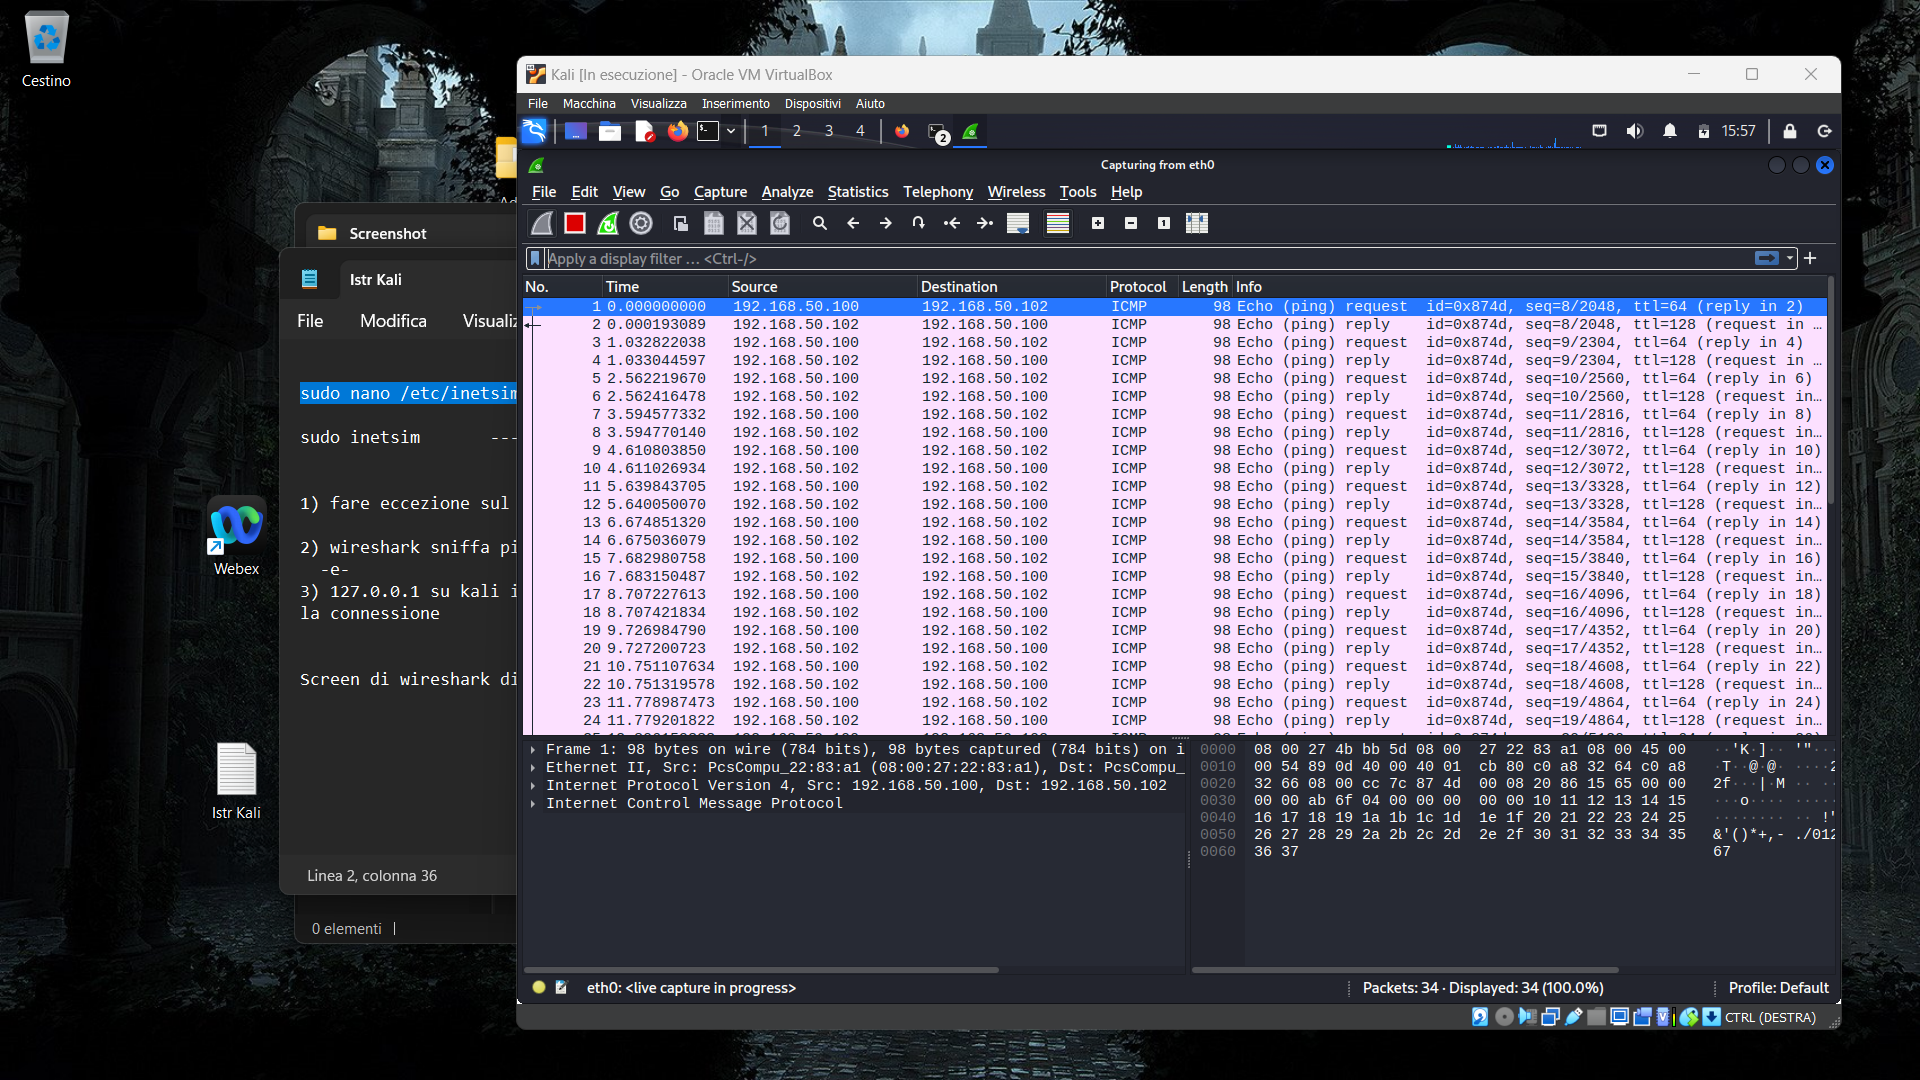 Cestino
Screenshot
Istr Kali
File Modifica Visualiz
sudo nano /etc/inetsim
sudo inetsim ---
1) fare eccezione sul
2) wireshark sniffa pi
-e-
3) 127.0.0.1 su kali i
la connessione
Screen di wireshark di
Linea 2, colonna 36
0 elementi
Webex
Istr Kali
Kali [In esecuzione] - Oracle VM VirtualBox
File Macchina Visualizza Inserimento Dispositivi Aiuto
1 2 3 4 2 15:57
Capturing from eth0
File Edit View Go Capture Analyze Statistics Telephony Wireless Tools Help
Apply a display filter ... <Ctrl-/>
No. Time Source Destination Protocol Length Info
1 0.000000000 192.168.50.100 192.168.50.102 ICMP 98 Echo (ping) request id=0x874d, seq=8/2048, ttl=64 (reply in 2)
2 0.000193089 192.168.50.102 192.168.50.100 ICMP 98 Echo (ping) reply id=0x874d, seq=8/2048, ttl=128 (request in …
3 1.032822038 192.168.50.100 192.168.50.102 ICMP 98 Echo (ping) request id=0x874d, seq=9/2304, ttl=64 (reply in 4)
4 1.033044597 192.168.50.102 192.168.50.100 ICMP 98 Echo (ping) reply id=0x874d, seq=9/2304, ttl=128 (request in …
5 2.562219670 192.168.50.100 192.168.50.102 ICMP 98 Echo (ping) request id=0x874d, seq=10/2560, ttl=64 (reply in 6)
6 2.562416478 192.168.50.102 192.168.50.100 ICMP 98 Echo (ping) reply id=0x874d, seq=10/2560, ttl=128 (request in…
7 3.594577332 192.168.50.100 192.168.50.102 ICMP 98 Echo (ping) request id=0x874d, seq=11/2816, ttl=64 (reply in 8)
8 3.594770140 192.168.50.102 192.168.50.100 ICMP 98 Echo (ping) reply id=0x874d, seq=11/2816, ttl=128 (request in…
9 4.610803850 192.168.50.100 192.168.50.102 ICMP 98 Echo (ping) request id=0x874d, seq=12/3072, ttl=64 (reply in 10)
10 4.611026934 192.168.50.102 192.168.50.100 ICMP 98 Echo (ping) reply id=0x874d, seq=12/3072, ttl=128 (request in…
11 5.639843705 192.168.50.100 192.168.50.102 ICMP 98 Echo (ping) request id=0x874d, seq=13/3328, ttl=64 (reply in 12)
12 5.640050070 192.168.50.102 192.168.50.100 ICMP 98 Echo (ping) reply id=0x874d, seq=13/3328, ttl=128 (request in…
13 6.674851320 192.168.50.100 192.168.50.102 ICMP 98 Echo (ping) request id=0x874d, seq=14/3584, ttl=64 (reply in 14)
14 6.675036079 192.168.50.102 192.168.50.100 ICMP 98 Echo (ping) reply id=0x874d, seq=14/3584, ttl=128 (request in…
15 7.682980758 192.168.50.100 192.168.50.102 ICMP 98 Echo (ping) request id=0x874d, seq=15/3840, ttl=64 (reply in 16)
16 7.683150487 192.168.50.102 192.168.50.100 ICMP 98 Echo (ping) reply id=0x874d, seq=15/3840, ttl=128 (request in…
17 8.707227613 192.168.50.100 192.168.50.102 ICMP 98 Echo (ping) request id=0x874d, seq=16/4096, ttl=64 (reply in 18)
18 8.707421834 192.168.50.102 192.168.50.100 ICMP 98 Echo (ping) reply id=0x874d, seq=16/4096, ttl=128 (request in…
19 9.726984790 192.168.50.100 192.168.50.102 ICMP 98 Echo (ping) request id=0x874d, seq=17/4352, ttl=64 (reply in 20)
20 9.727200723 192.168.50.102 192.168.50.100 ICMP 98 Echo (ping) reply id=0x874d, seq=17/4352, ttl=128 (request in…
21 10.751107634 192.168.50.100 192.168.50.102 ICMP 98 Echo (ping) request id=0x874d, seq=18/4608, ttl=64 (reply in 22)
22 10.751319578 192.168.50.102 192.168.50.100 ICMP 98 Echo (ping) reply id=0x874d, seq=18/4608, ttl=128 (request in…
23 11.778987473 192.168.50.100 192.168.50.102 ICMP 98 Echo (ping) request id=0x874d, seq=19/4864, ttl=64 (reply in 24)
24 11.779201822 192.168.50.102 192.168.50.100 ICMP 98 Echo (ping) reply id=0x874d, seq=19/4864, ttl=128 (request in…
Frame 1: 98 bytes on wire (784 bits), 98 bytes captured (784 bits) on i
Ethernet II, Src: PcsCompu_22:83:a1 (08:00:27:22:83:a1), Dst: PcsCompu_
Internet Protocol Version 4, Src: 192.168.50.100, Dst: 192.168.50.102
Internet Control Message Protocol
0000 08 00 27 4b bb 5d 08 00 27 22 83 a1 08 00 45 00 ··'K·]·· '"···
0010 00 54 89 0d 40 00 40 01 cb 80 c0 a8 32 64 c0 a8 ·T··@·@· ····2
0020 32 66 08 00 cc 7c 87 4d 00 08 20 86 15 65 00 00 2f···|·M ·· ··
0030 00 00 ab 6f 04 00 00 00 00 00 10 11 12 13 14 15 ···o···· ·····
0040 16 17 18 19 1a 1b 1c 1d 1e 1f 20 21 22 23 24 25 ········ ·· !"
0050 26 27 28 29 2a 2b 2c 2d 2e 2f 30 31 32 33 34 35 &'()*+,- ./012
0060 36 37 67
eth0: <live capture in progress> Packets: 34 · Displayed: 34 (100.0%) Profile: Default
CTRL (DESTRA)